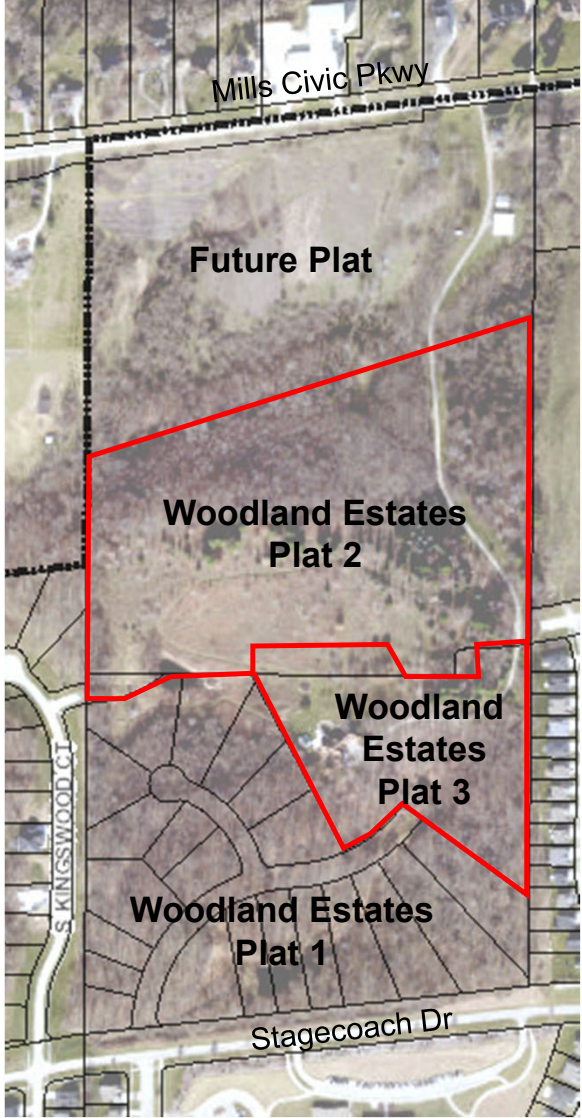 Mills Civic Pkwy
Future Plat
Woodland Estates
Plat 2
Woodland
Estates
Plat 3
S KINGSWOOD CT
Woodland Estates
Plat 1
Stagecoach Dr